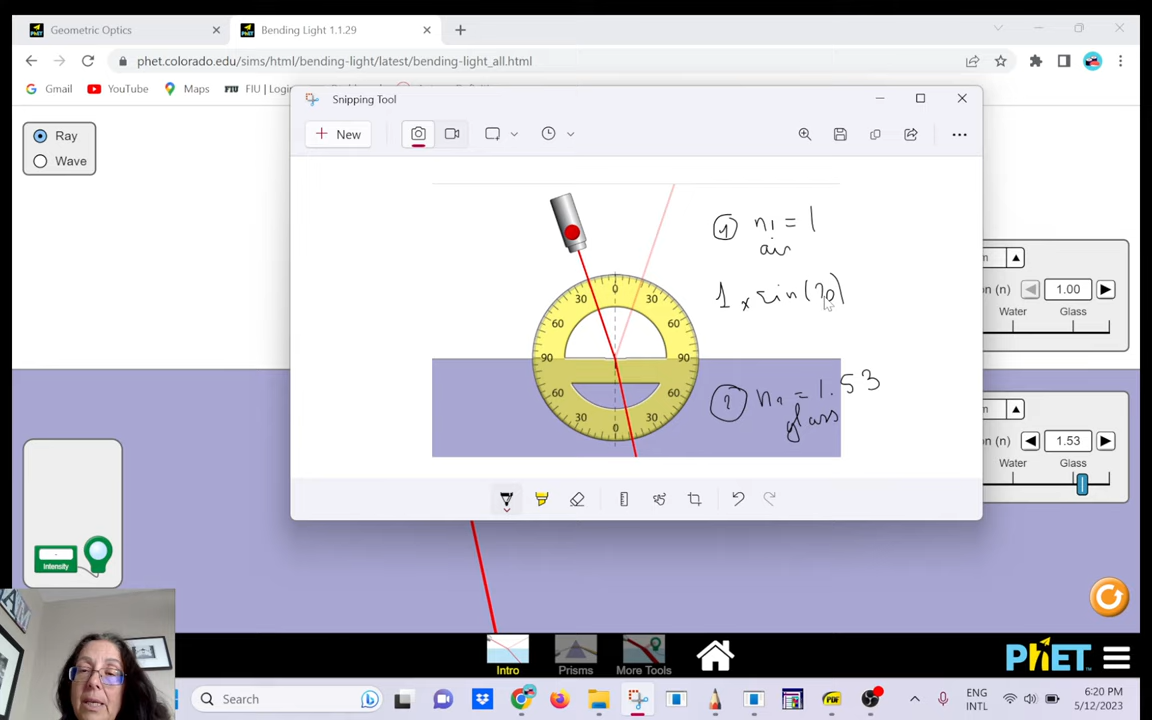 Geometric Optics
Bending Light 1.1.29
phet.colorado.edu/sims/html/bending-light/latest/bending-light_all.html
Gmail
YouTube
Maps
FIU | Logi
Ray
Wave
Snipping Tool
New
① n1 = 1
air
1 x sin(20)
0
30
30
60
60
90
90
60
60
30
30
0
② n2 = 1.53
glass
m
on (n)
1.00
Water
Glass
m
on (n)
1.53
Water
Glass
Intensity
Intro
Prisms
More Tools
PhET
Search
ENG
INTL
6:20 PM
5/12/2023